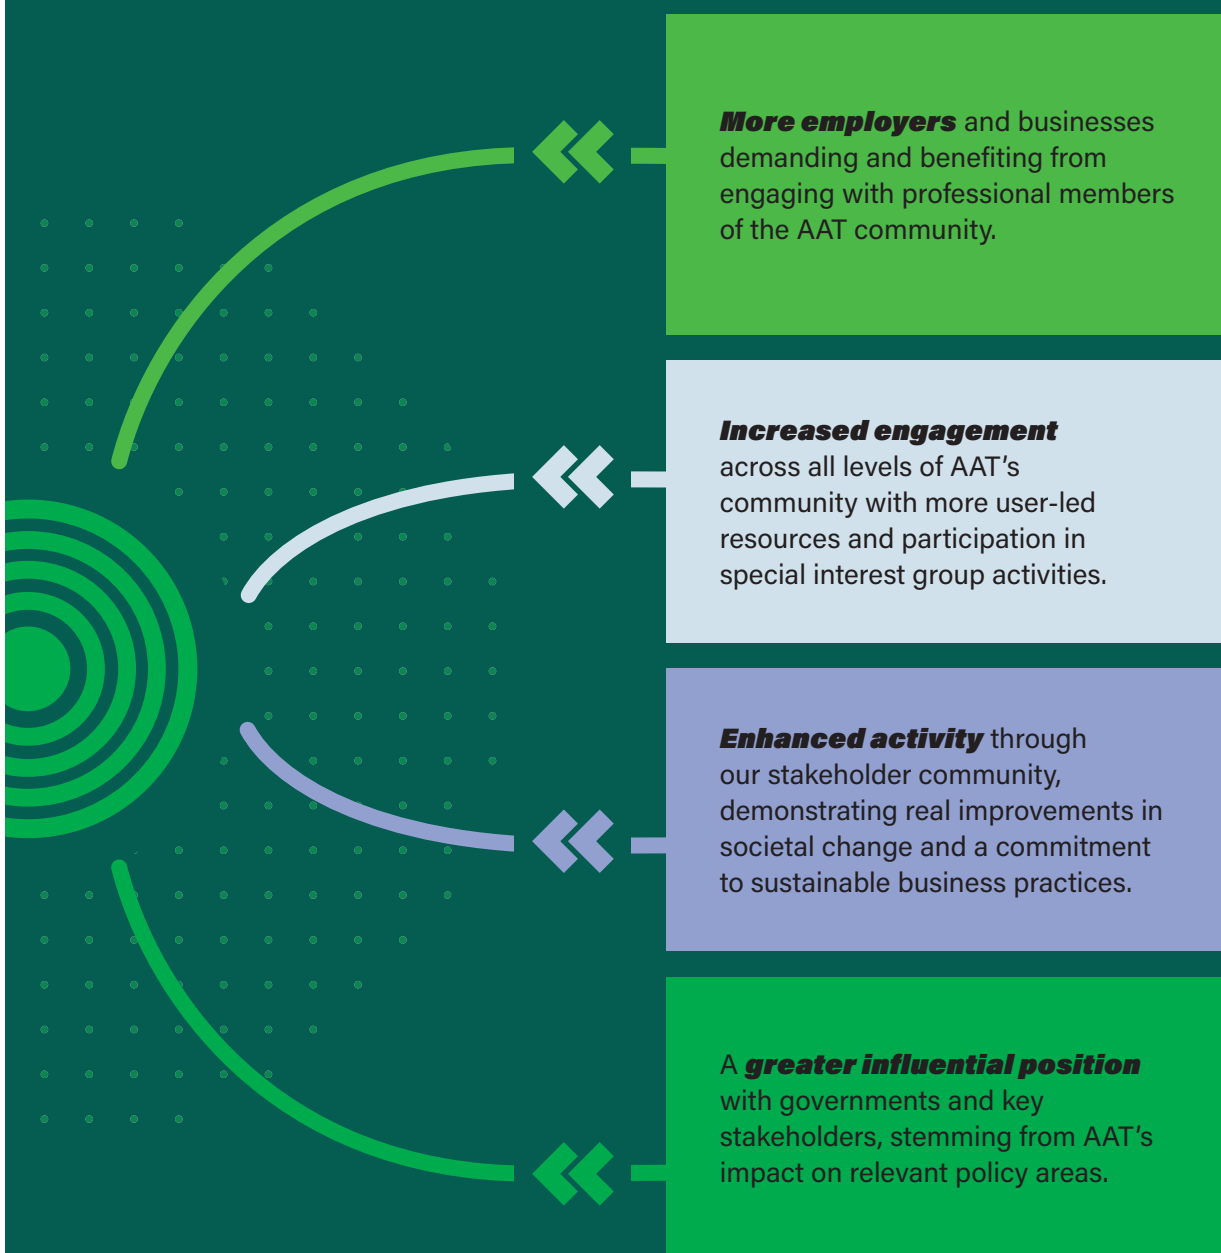 More employers and businesses
demanding and benefiting from
engaging with professional members
of the AAT community.
Increased engagement
across all levels of AAT’s
community with more user-led
resources and participation in
special interest group activities.
Enhanced activity through
our stakeholder community,
demonstrating real improvements in
societal change and a commitment
to sustainable business practices.
A greater influential position
with governments and key
stakeholders, stemming from AAT’s
impact on relevant policy areas.